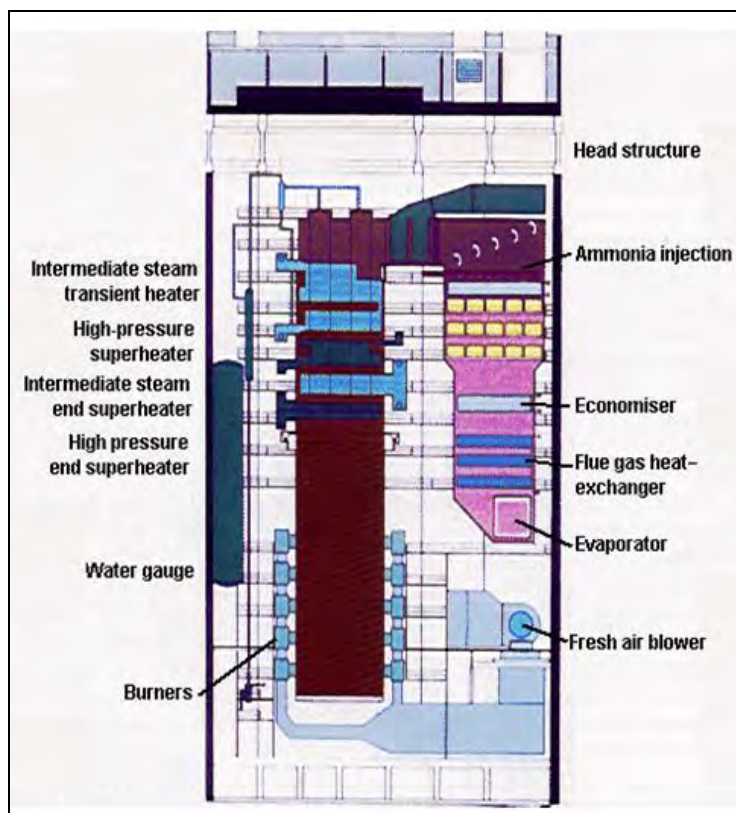 Head structure
Ammonia injection
Intermediate steam
transient heater
High-pressure
superheater
Intermediate steam
end superheater
High pressure
end superheater
Economiser
Flue gas heat-
exchanger
Evaporator
Water gauge
Fresh air blower
Burners